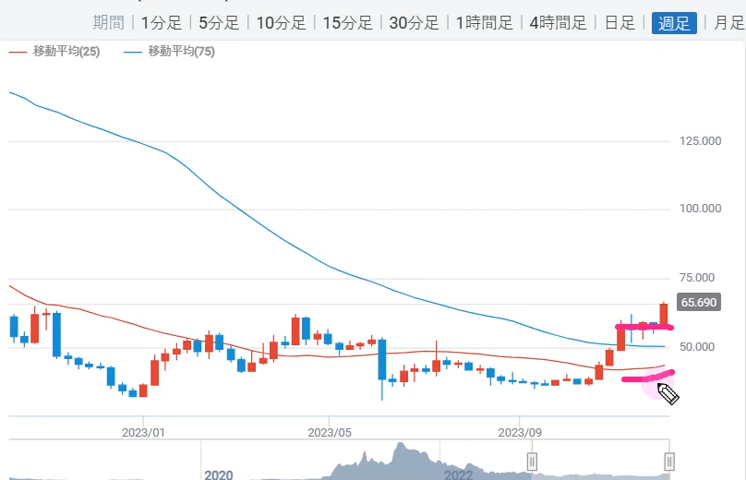 期間 | 1分足 | 5分足 | 10分足 | 15分足 | 30分足 | 1時間足 | 4時間足 | 日足 | 週足 | 月足
移動平均(25) 移動平均(75)
125.000
100.000
75.000
65.690
50.000
2023/01 2023/05 2023/09
2020 2022